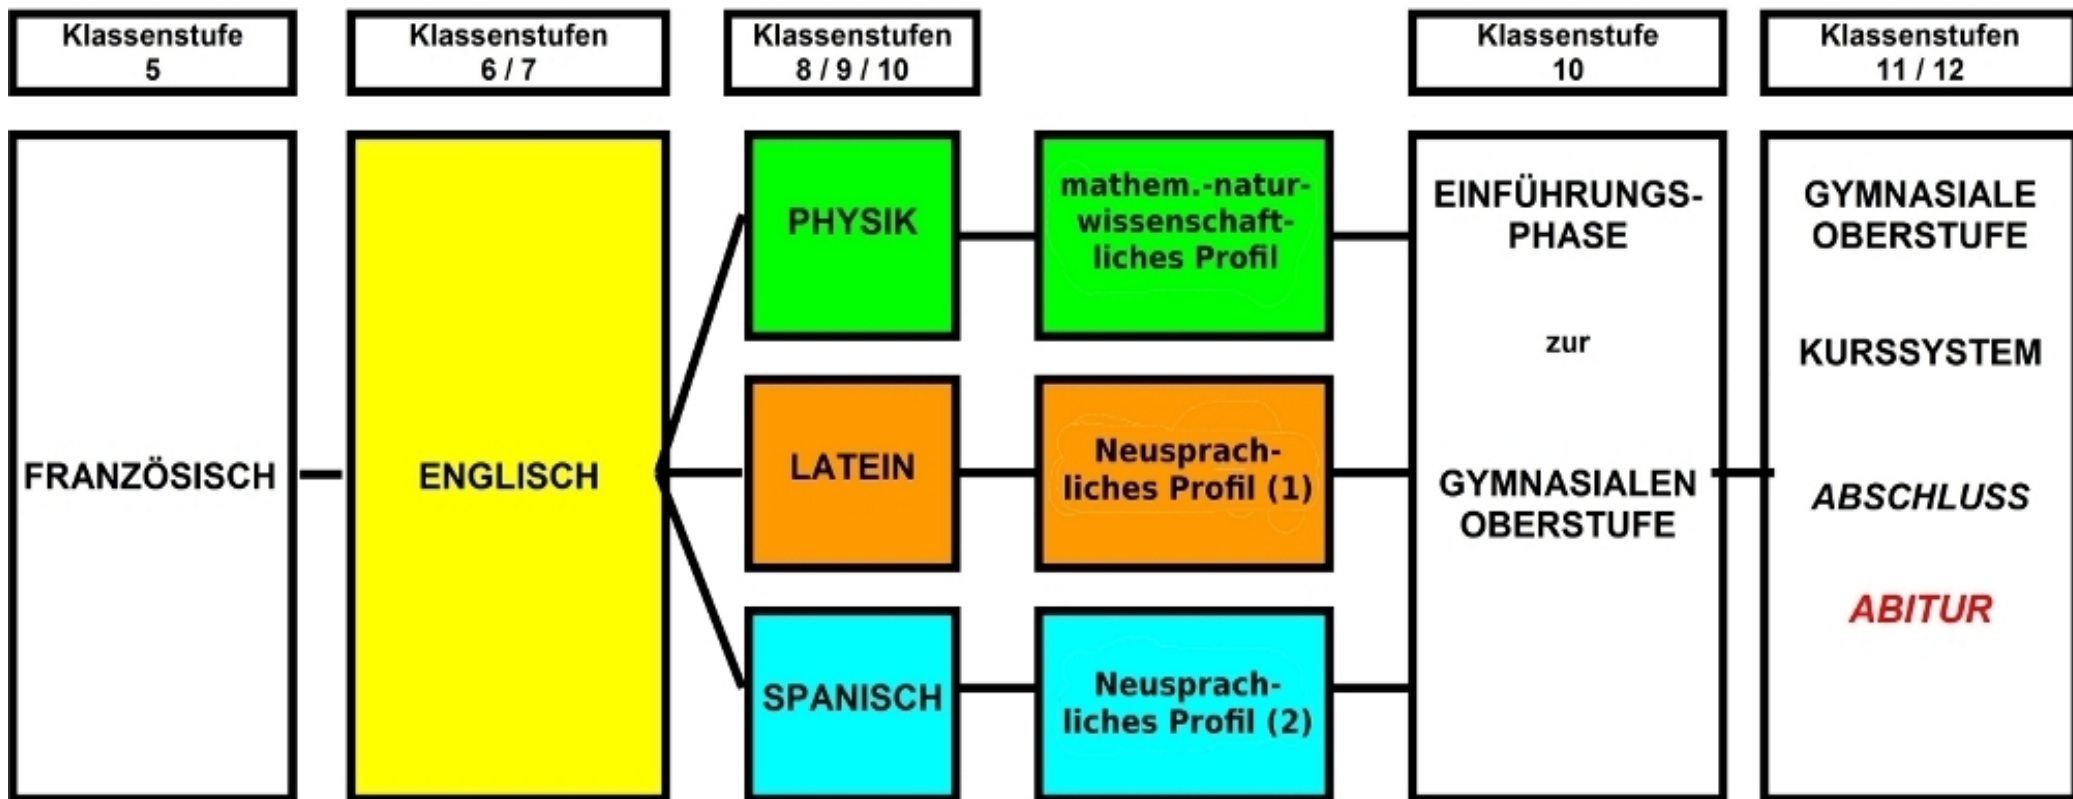 Klassenstufe
5
Klassenstufen
6 / 7
Klassenstufen
8 / 9 / 10
Klassenstufe
10
Klassenstufen
11 / 12
FRANZÖSISCH
ENGLISCH
PHYSIK
mathem.-natur-
wissenschaft-
liches Profil
LATEIN
Neusprach-
liches Profil (1)
SPANISCH
Neusprach-
liches Profil (2)
EINFÜHRUNGS-
PHASE
zur
GYMNASIALEN
OBERSTUFE
GYMNASIALE
OBERSTUFE
KURSSYSTEM
ABSCHLUSS
ABITUR